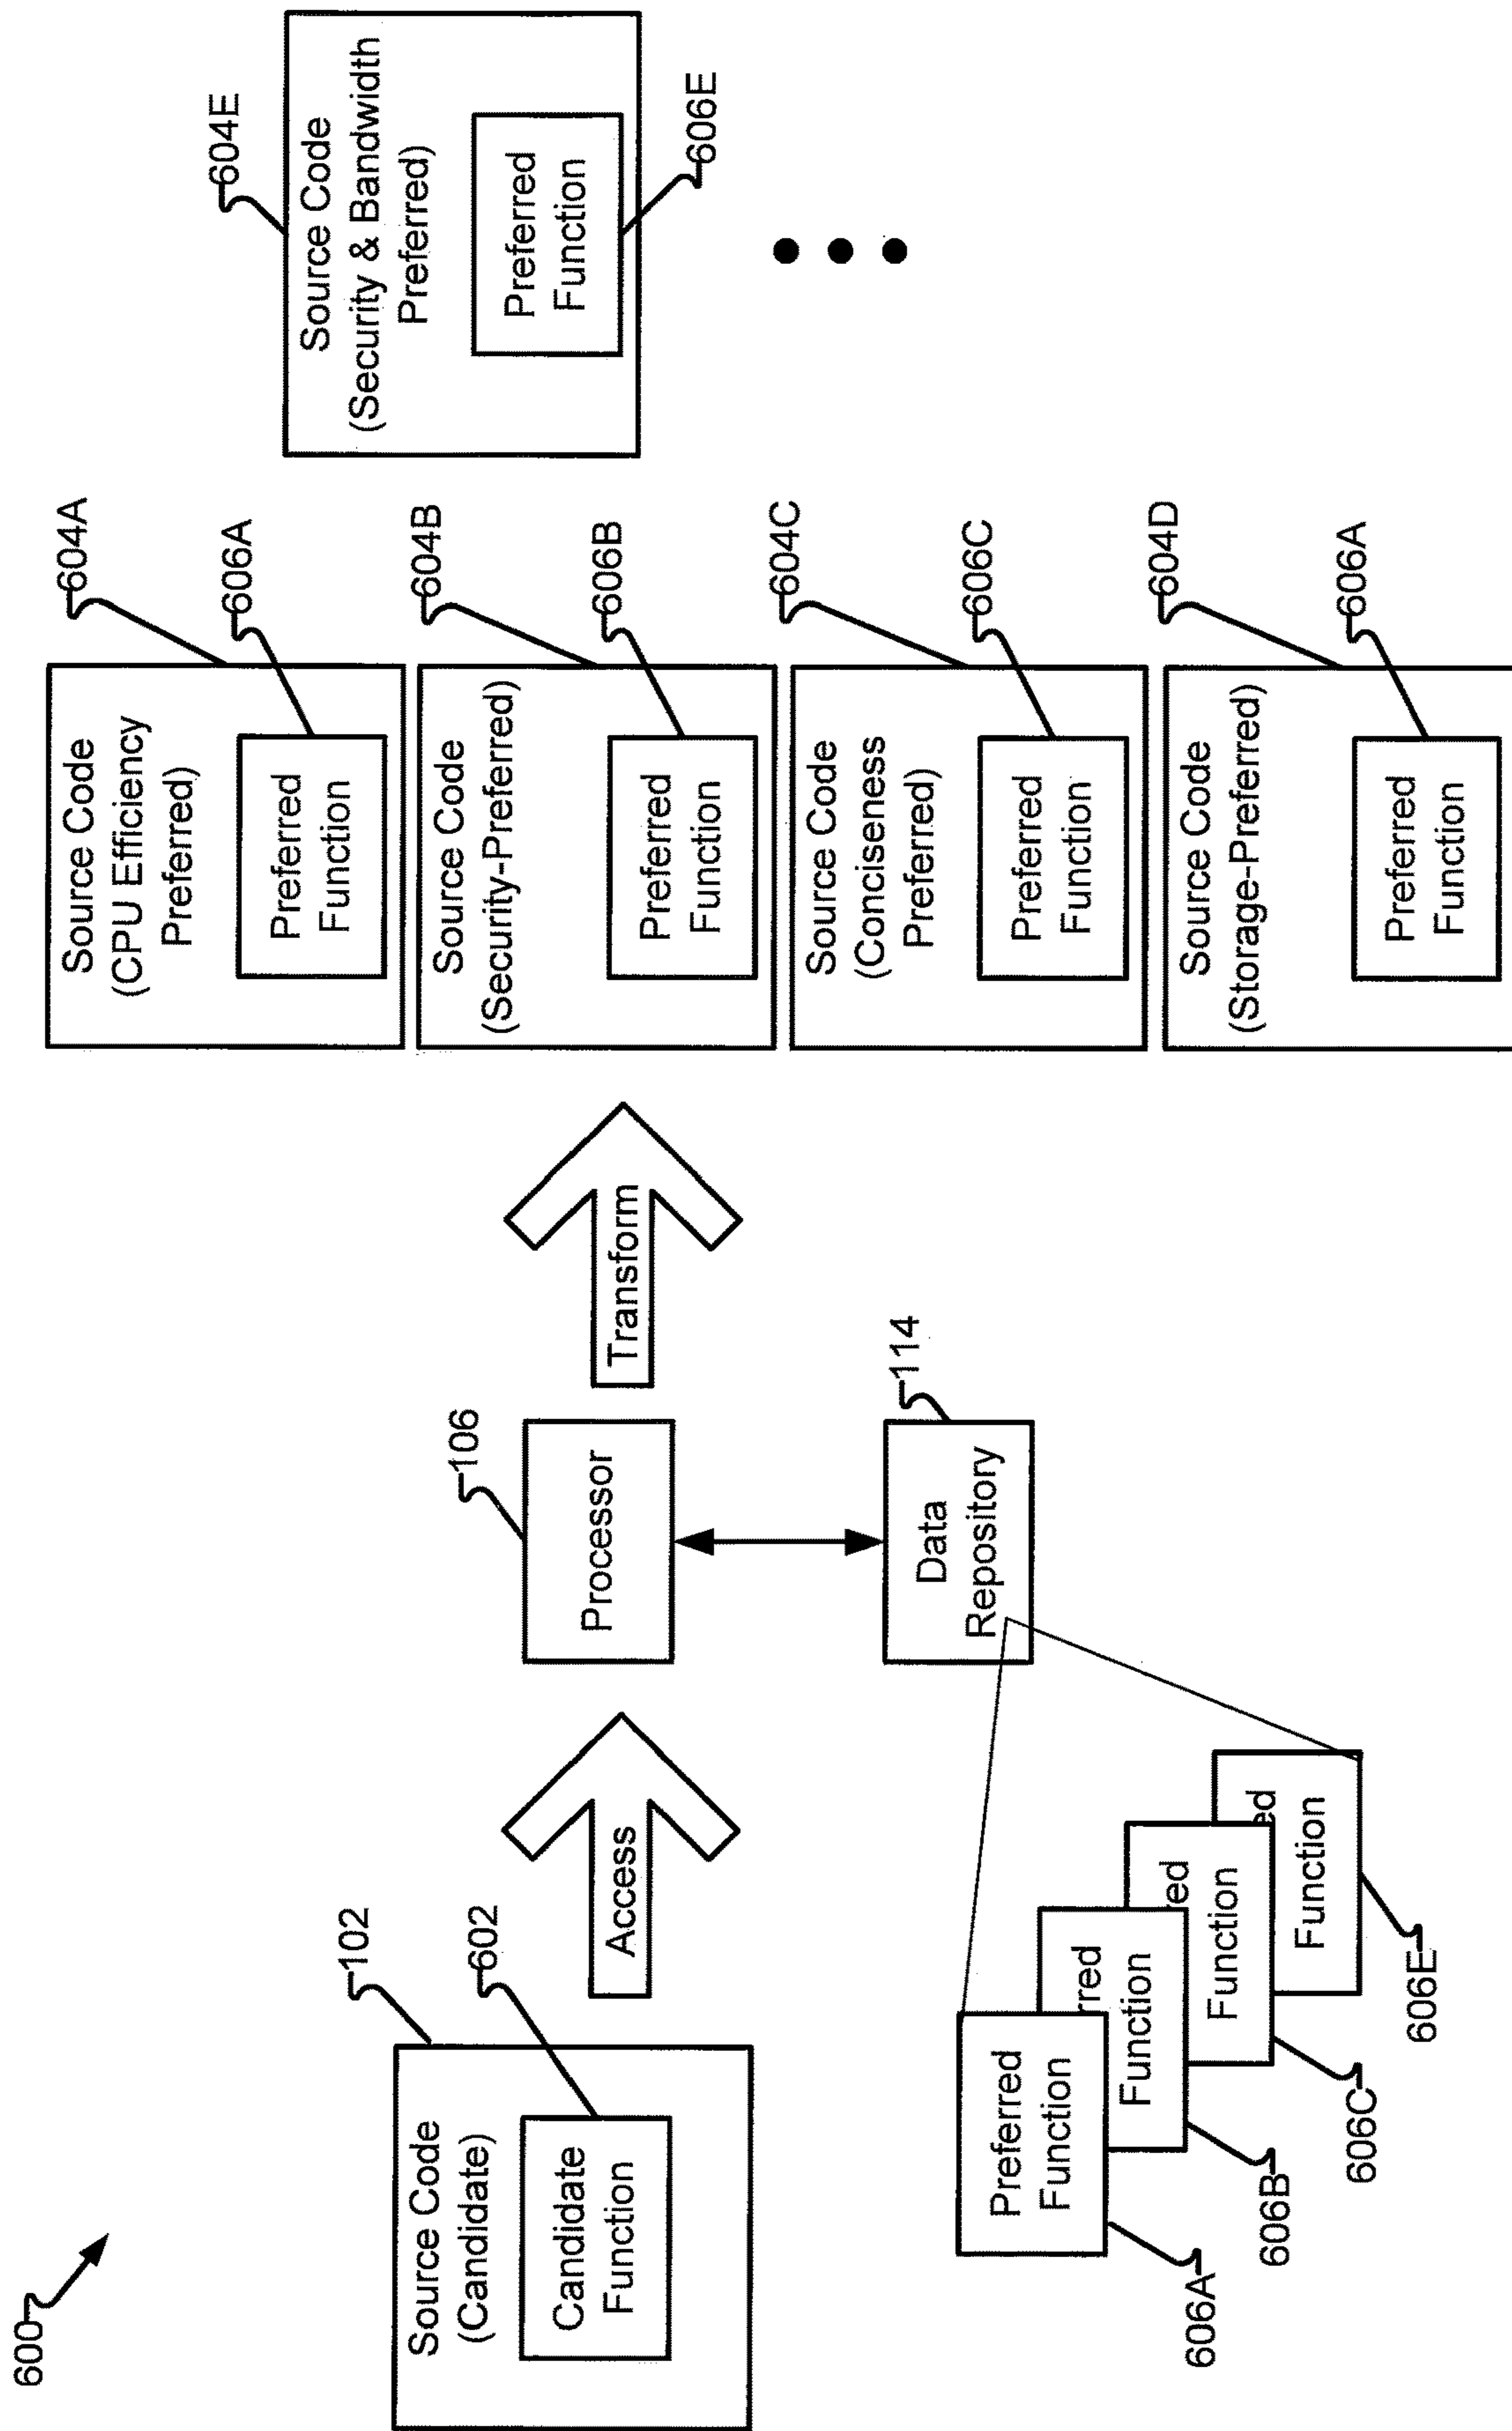 600
102
Source Code
(Candidate)
602
Candidate
Function
Access
106
Processor
114
Data
Repository
Preferred
Function
606A
rred
Function
606B
red
Function
606C
ed
Function
606E
Transform
604A
Source Code
(CPU Efficiency
Preferred)
606A
Preferred
Function
604B
Source Code
(Security-Preferred)
606B
Preferred
Function
604C
Source Code
(Conciseness
Preferred)
606C
Preferred
Function
604D
Source Code
(Storage-Preferred)
606A
Preferred
Function
604E
Source Code
(Security & Bandwidth
Preferred)
606E
Preferred
Function